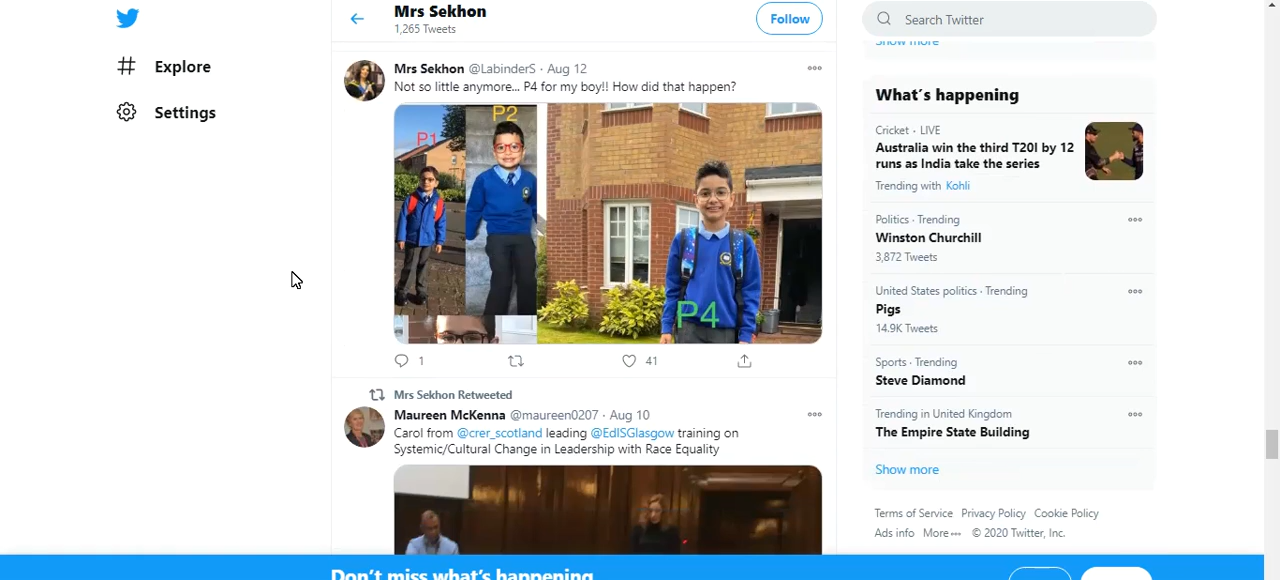 Explore
Settings
Mrs Sekhon
1,265 Tweets
Follow
Mrs Sekhon @LabinderS · Aug 12
Not so little anymore... P4 for my boy!! How did that happen?
P1
P2
P4
1
41
Mrs Sekhon Retweeted
Maureen McKenna @maureen0207 · Aug 10
Carol from @crer_scotland leading @EdISGlasgow training on
Systemic/Cultural Change in Leadership with Race Equality
Search Twitter
Show more
What's happening
Cricket · LIVE
Australia win the third T20I by 12
runs as India take the series
Trending with Kohli
Politics · Trending
Winston Churchill
3,872 Tweets
United States politics · Trending
Pigs
14.9K Tweets
Sports · Trending
Steve Diamond
Trending in United Kingdom
The Empire State Building
Show more
Terms of Service Privacy Policy Cookie Policy
Ads info More © 2020 Twitter, Inc.
Don't miss what's happening